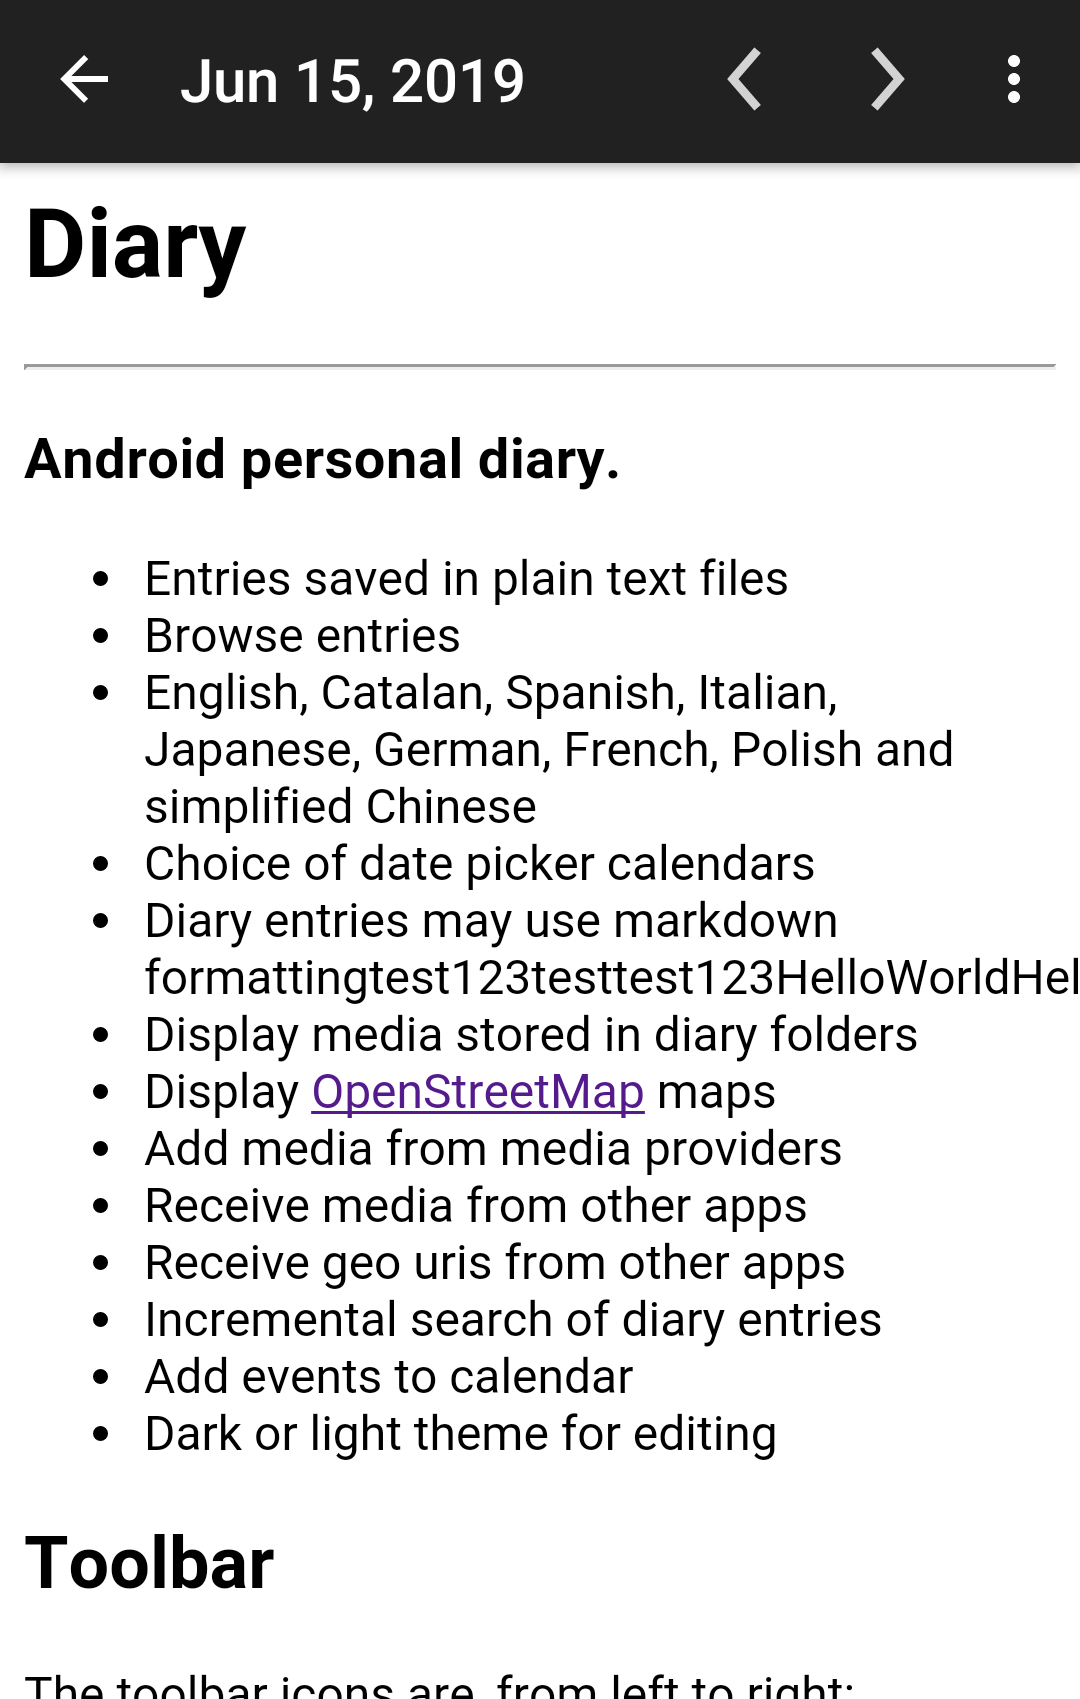 Jun 15, 2019
Diary
Android personal diary.
Entries saved in plain text files
Browse entries
English, Catalan, Spanish, Italian,
Japanese, German, French, Polish and
simplified Chinese
Choice of date picker calendars
Diary entries may use markdown
formattingtest123testtest123HelloWorldHel
Display media stored in diary folders
Display OpenStreetMap maps
Add media from media providers
Receive media from other apps
Receive geo uris from other apps
Incremental search of diary entries
Add events to calendar
Dark or light theme for editing
Toolbar
The toolbar icons are, from left to right: